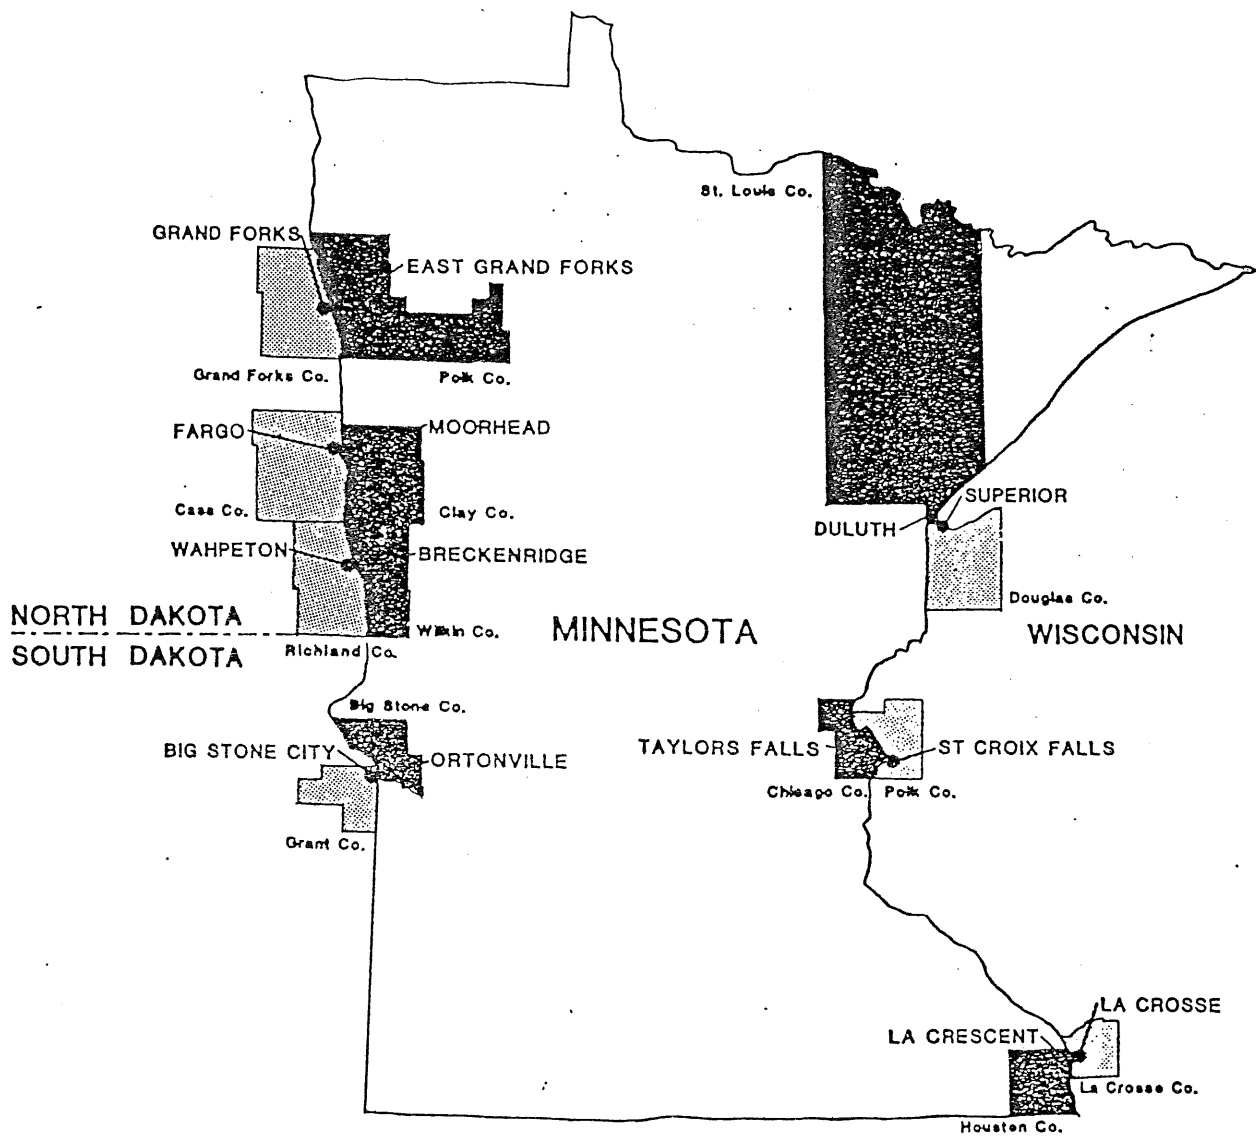 St. Louis Co.
GRAND FORKS
EAST GRAND FORKS
Grand Forks Co.
Polk Co.
FARGO
MOORHEAD
Cass Co.
Clay Co.
SUPERIOR
DULUTH
WAHPETON
BRECKENRIDGE
Douglas Co.
NORTH DAKOTA
Wilkin Co.
MINNESOTA
WISCONSIN
SOUTH DAKOTA
Richland Co.
Big Stone Co.
BIG STONE CITY
ORTONVILLE
TAYLORS FALLS
ST CROIX FALLS
Chisago Co.
Polk Co.
Grant Co.
LA CROSSE
LA CRESCENT
La Crosse Co.
Houston Co.